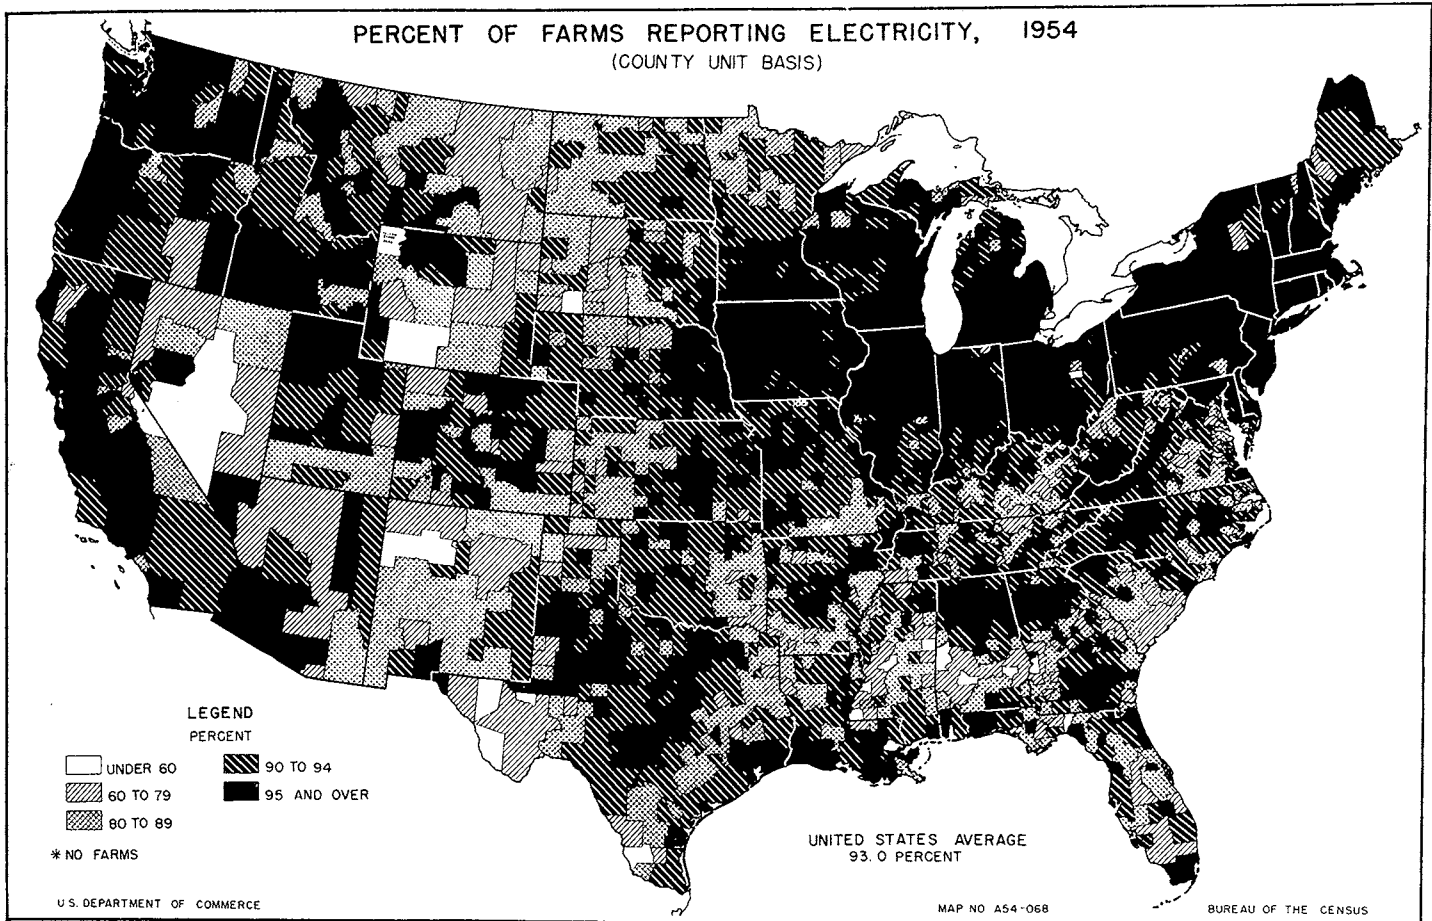 PERCENT OF FARMS REPORTING ELECTRICITY, 1954
(COUNTY UNIT BASIS)
LEGEND
PERCENT
UNDER 60
60 TO 79
80 TO 89
90 TO 94
95 AND OVER
* NO FARMS
UNITED STATES AVERAGE
93.0 PERCENT
U.S. DEPARTMENT OF COMMERCE
MAP NO A54-068
BUREAU OF THE CENSUS